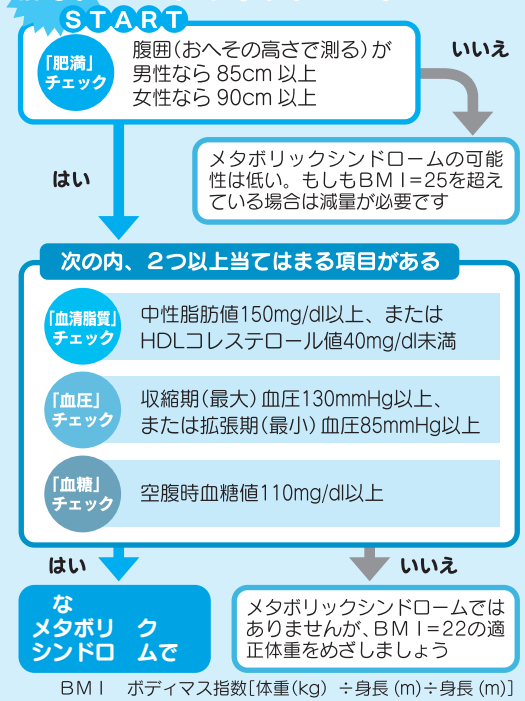 START
「肥満」
チェック
腹囲(おへその高さで測る)が
男性なら 85cm 以上
女性なら 90cm 以上
いいえ
はい
メタボリックシンドロームの可能
性は低い。もしもBMI=25を超え
ている場合は減量が必要です
次の内、2つ以上当てはまる項目がある
「血清脂質」
チェック
中性脂肪値150mg/dl以上、または
HDLコレステロール値40mg/dl未満
「血圧」
チェック
収縮期(最大)血圧130mmHg以上、
または拡張期(最小)血圧85mmHg以上
「血糖」
チェック
空腹時血糖値110mg/dl以上
はい
いいえ
な
メタボリ ク
シンドロ ムで
メタボリックシンドロームでは
ありませんが、BMI=22の適
正体重をめざしましょう
BMI ボディマス指数[体重(kg) ÷身長(m)÷身長(m)]